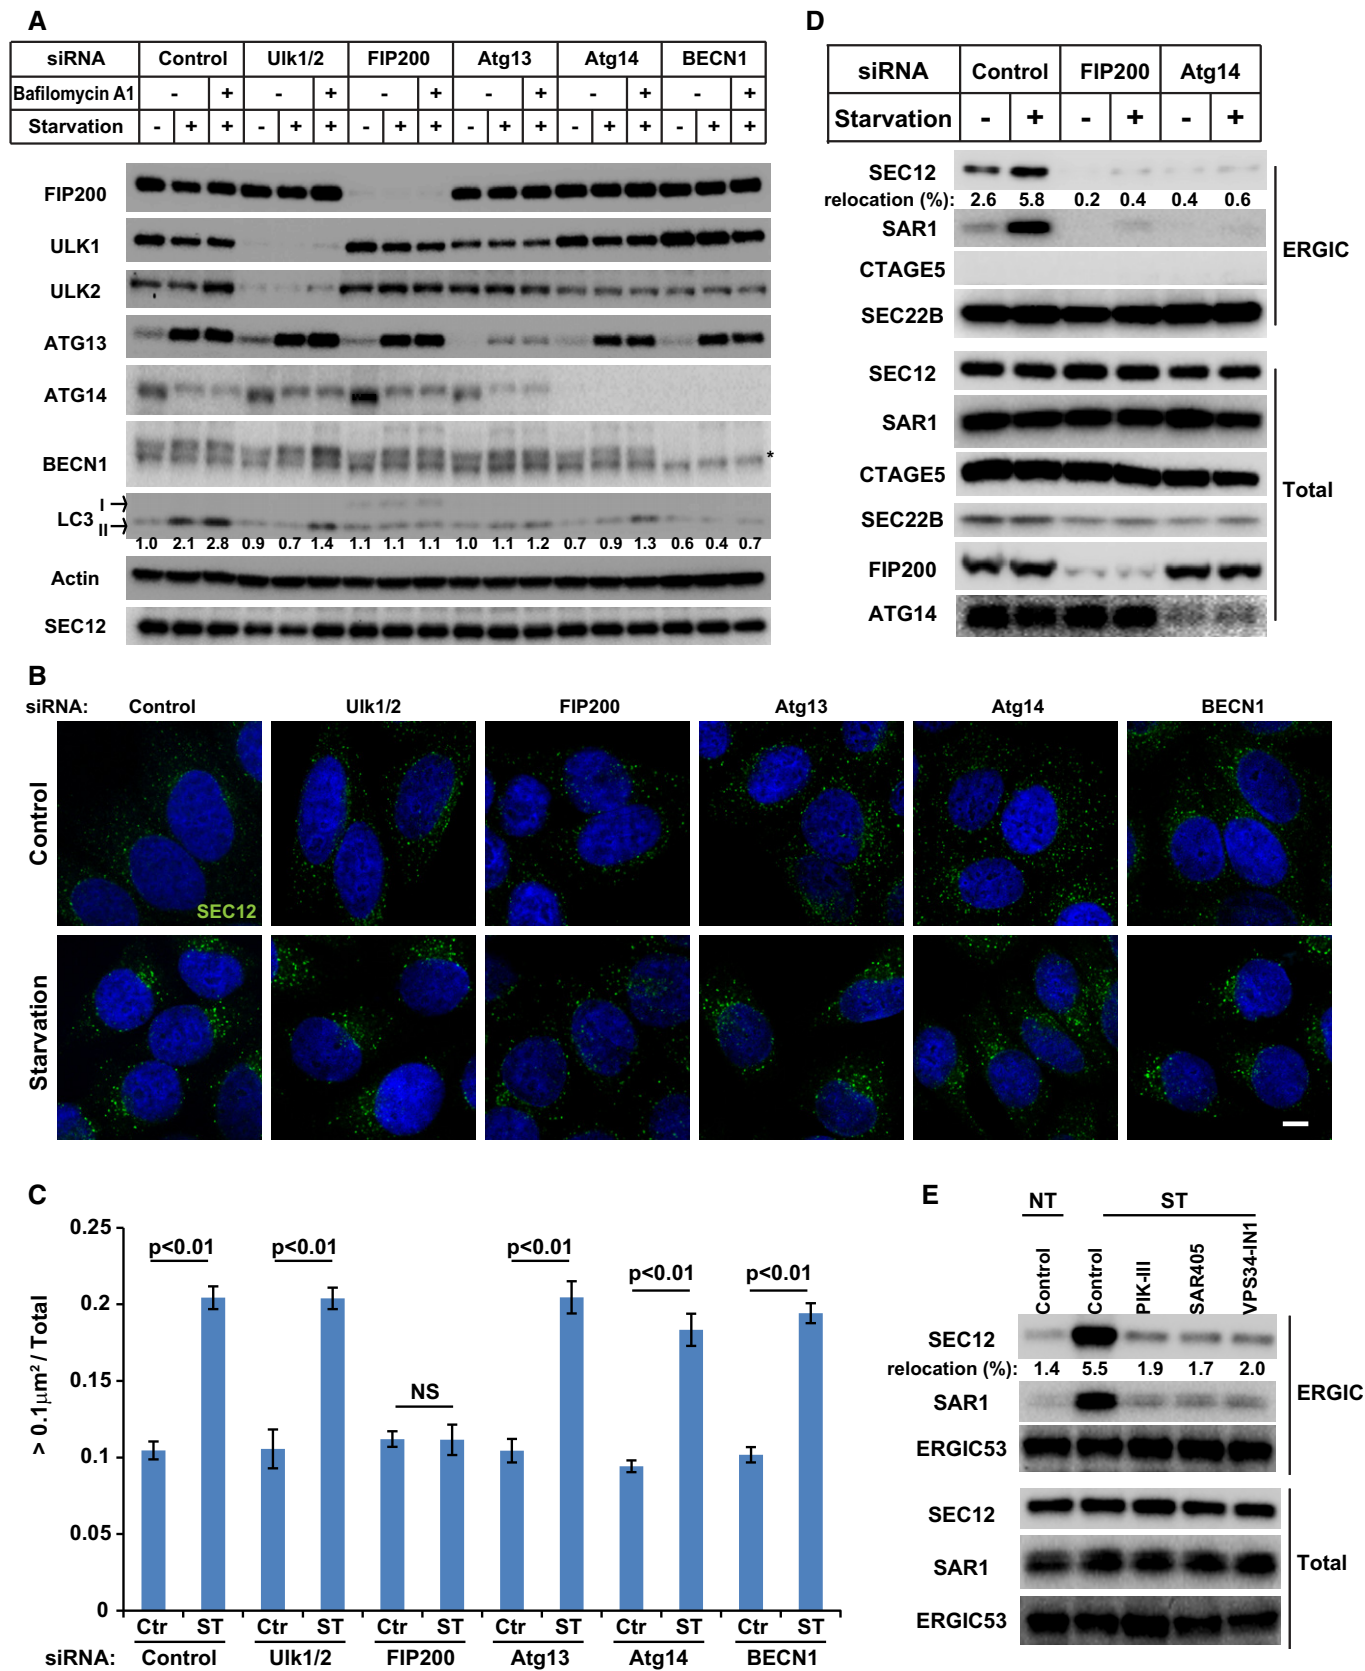 A
siRNA Control Ulk1/2 FIP200 Atg13 Atg14 BECN1
Bafilomycin A1 - + - + - + - + - + - +
Starvation - + + - + + - + + - + + - + + - + +
FIP200
ULK1
ULK2
ATG13
ATG14
BECN1 *
LC3 I II
1.0 2.1 2.8 0.9 0.7 1.4 1.1 1.1 1.1 1.0 1.1 1.2 0.7 0.9 1.3 0.6 0.4 0.7
Actin
SEC12
D
siRNA Control FIP200 Atg14
Starvation - + - + - +
SEC12
relocation (%): 2.6 5.8 0.2 0.4 0.4 0.6
SAR1
CTAGE5
SEC22B
ERGIC
SEC12
SAR1
CTAGE5
SEC22B
FIP200
ATG14
Total
B
siRNA: Control Ulk1/2 FIP200 Atg13 Atg14 BECN1
Control
SEC12
Starvation
C
> 0.1μm² / Total
0.25
0.2
0.15
0.1
0.05
0
p<0.01 p<0.01 NS p<0.01 p<0.01 p<0.01
Ctr ST Ctr ST Ctr ST Ctr ST Ctr ST Ctr ST
siRNA: Control Ulk1/2 FIP200 Atg13 Atg14 BECN1
E
NT ST
Control Control PIK-III SAR405 VPS34-IN1
SEC12
relocation (%): 1.4 5.5 1.9 1.7 2.0
SAR1
ERGIC53
ERGIC
SEC12
SAR1
ERGIC53
Total